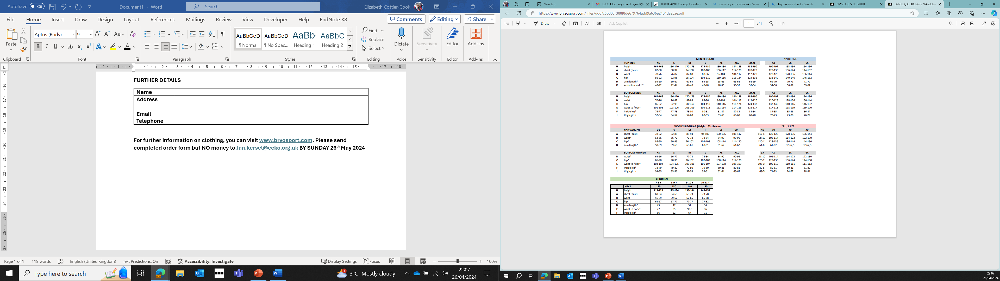 AutoSave Off Document1 - Word Search Elizabeth Cottier-Cook
File Home Insert Draw Design Layout References Mailings Review View Developer Help EndNote X8 Comments Editing Share
Paste Aptos (Body) 9 Find Replace Select
AaBbCcD AaBbCcD AaBb( AaBbC
¶ Normal ¶ No Spac... Heading 1 Heading 2
Dictate Sensitivity Editor Add-ins
Clipboard Font Paragraph Styles Editing Voice Sensitivity Editor Add-ins
FURTHER DETAILS
Name
Address
Email
Telephone
For further information on clothing, you can visit www.bryosport.com. Please send
completed order form but NO money to Jan.kersel@ecko.org.uk BY SUNDAY 26th May 2024
Page 1 of 1 119 words English (United Kingdom) Text Predictions: On Accessibility: Investigate Display Settings Focus 100%
Type here to search 3°C Mostly cloudy 22:07
26/04/2024
New tab EckO Clothing - cardingmill@ JH001 AWD College Hoodie - currency converter uk - Search bryzos size chart - Search BRYZOS | SIZE GUIDE c6b803_388f8de679764add9a
https://www.bryzosport.com/_files/ugd/c6b803_388f8de679764add9a636e2404da2cae.pdf
Draw Ask Copilot 1 of 1
MEN REGULAR *PLUS SIZE
TOP MEN XS S M L XL XXL XXXL 4X 5X 6X
H height 162-166 166-170 170-175 175-180 180-184 184-188 188-190 190-192 193-194 194-196
A chest (bust) 82-88 88-94 94-100 100-106 106-112 112-120 120-128 128-136 136-144 144-152
B waist 70-76 76-82 82-88 88-96 96-104 104-112 112-120 120-128 128-136 136-144
C hip 86-92 92-98 98-104 104-110 110-116 116-124 124-132 132-140 140-146 146-152
D arm length* 59-60 60-62 62-64 64-65 65-66 66-68 68-69 69-70 70-71 71-72
K acromion width* 40-42 42-44 44-46 46-48 48-50 50-52 52-54 54-56 56-59 59-62
BOTTOM MEN XS S M L XL XXL XXXL 4X 5X 6X
H height 162-166 166-170 170-175 175-180 180-184 184-188 188-190 190-192 193-194 194-196
B waist 70-76 76-82 82-88 88-96 96-104 104-112 112-120 120-128 128-136 136-144
C hip 86-92 92-98 98-104 104-110 110-116 116-124 124-132 132-140 140-146 146-152
E waist to floor* 101-103 103-106 106-109 109-112 112-114 114-116 116-117 117-118 118-119 119-120
F inside leg* 76-77 77-78 78-80 80-81 81-82 82-83 83-84 84-85 85-86 86-87
J thigh girth 52-54 54-57 57-60 60-63 63-66 66-68 68-70 70-73 73-76 76-79
WOMEN REGULAR (Height 162-174 cm) *PLUS SIZE
TOP WOMEN XS S M L XL XXL 3X 4X 5X 6X
A chest (bust) 78-82 82-88 88-94 94-100 100-106 106-112 112-1 120-128 128-136 136-144
B waist* 62-66 66-72 72-78 78-84 84-90 90-96 98-10 106-114 114-122 122-130
C hip* 86-90 90-96 96-102 102-108 108-114 114-120 120-1 128-136 136-144 144-150
D arm length* 58-59 59-60 60-61 60-61 61-62 61-62 61-6 61-62 62-62,5 62-62,5
BOTTOM WOMEN XS S M L XL XXL 3X 4X 5X 6X
B waist* 62-66 66-72 72-78 78-84 84-90 90-96 98-10 106-114 114-122 122-130
C hip* 86-90 90-96 96-102 102-108 108-114 114-120 120-1 128-136 136-144 144-150
E waist to floor* 103-104 104-105 105-106 106-107 107-108 108-109 108-1 109-110 110-111 111-112
F inside leg* 78-79 79-80 79-80 79-80 80-81 80-81 80-8 80-81 80-81 81-82
J thigh girth 54-55 55-56 57-58 59-61 62-64 65-67 68-7 71-73 74-77 78-81
CHILDREN
7-8 Y 8-9 Y 9-10 Y 10-11 Y
KID'S 120 130 140 150
H height 115-124 125-134 135-144 145-154
A chest (bust) 60-64 64-68 68-73 73-78
B waist 56-59 59-62 62-65 65-68
C hip 63-67 67-72 72-77 77-82
D arm length* 43 47 51 54
E waist to floor* 77 85 90.5 96
F inside leg* 56 62 67 71
22:07
26/04/2024